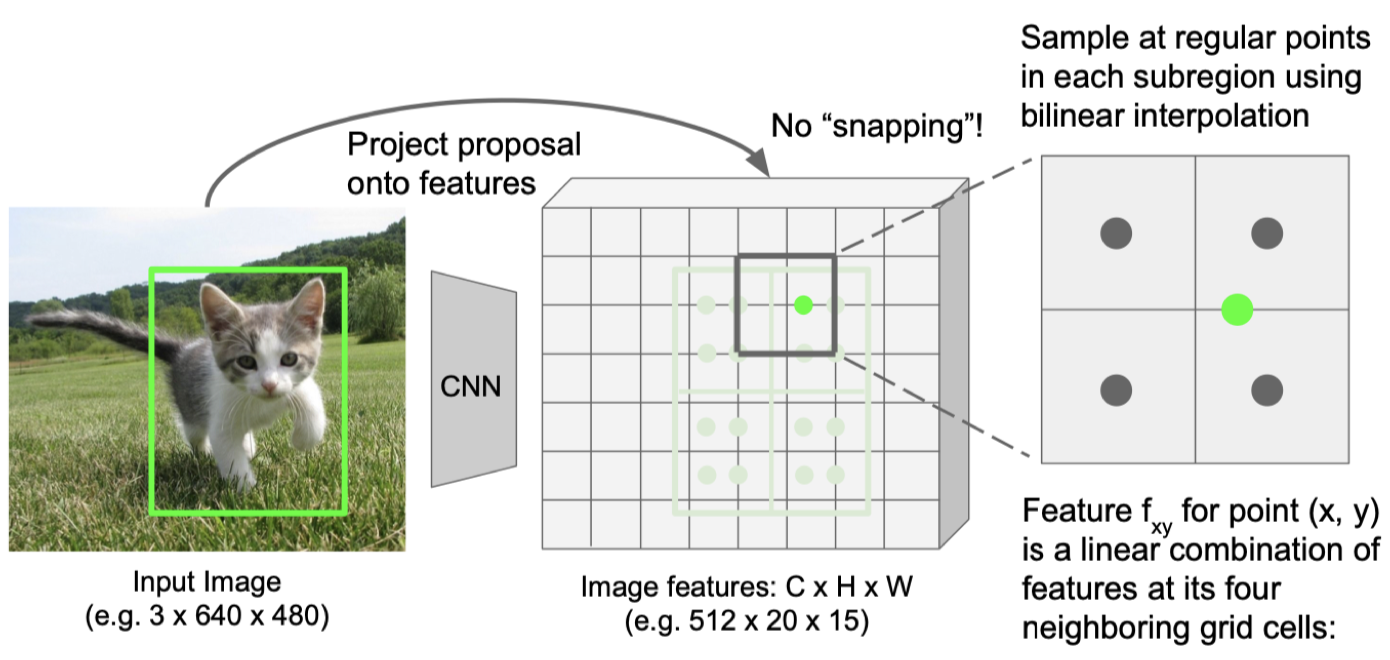 Project proposal
onto features
No “snapping”!
Sample at regular points
in each subregion using
bilinear interpolation
CNN
Input Image
(e.g. 3 x 640 x 480)
Image features: C x H x W
(e.g. 512 x 20 x 15)
Feature fxy for point (x, y)
is a linear combination of
features at its four
neighboring grid cells: